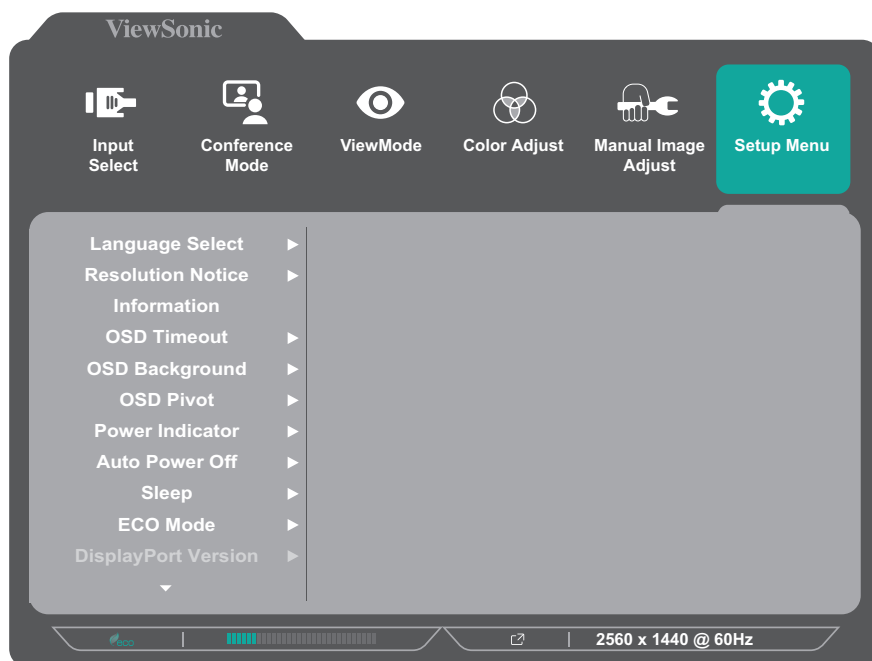 ViewSonic
Input
Select
Conference
Mode
ViewMode
Color Adjust
Manual Image
Adjust
Setup Menu
Language Select
Resolution Notice
Information
OSD Timeout
OSD Background
OSD Pivot
Power Indicator
Auto Power Off
Sleep
ECO Mode
DisplayPort Version
eco
2560 x 1440 @ 60Hz